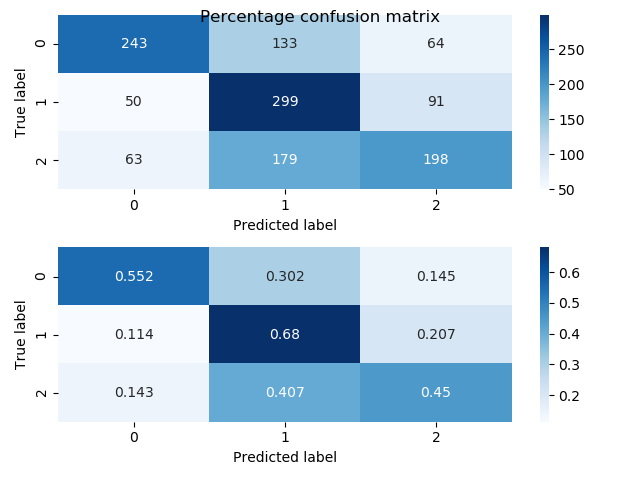 Percentage confusion matrix
True label
0 243 133 64
1 50 299 91
2 63 179 198
0 1 2
Predicted label
250
200
150
100
50
True label
0 0.552 0.302 0.145
1 0.114 0.68 0.207
2 0.143 0.407 0.45
0 1 2
Predicted label
0.6
0.5
0.4
0.3
0.2